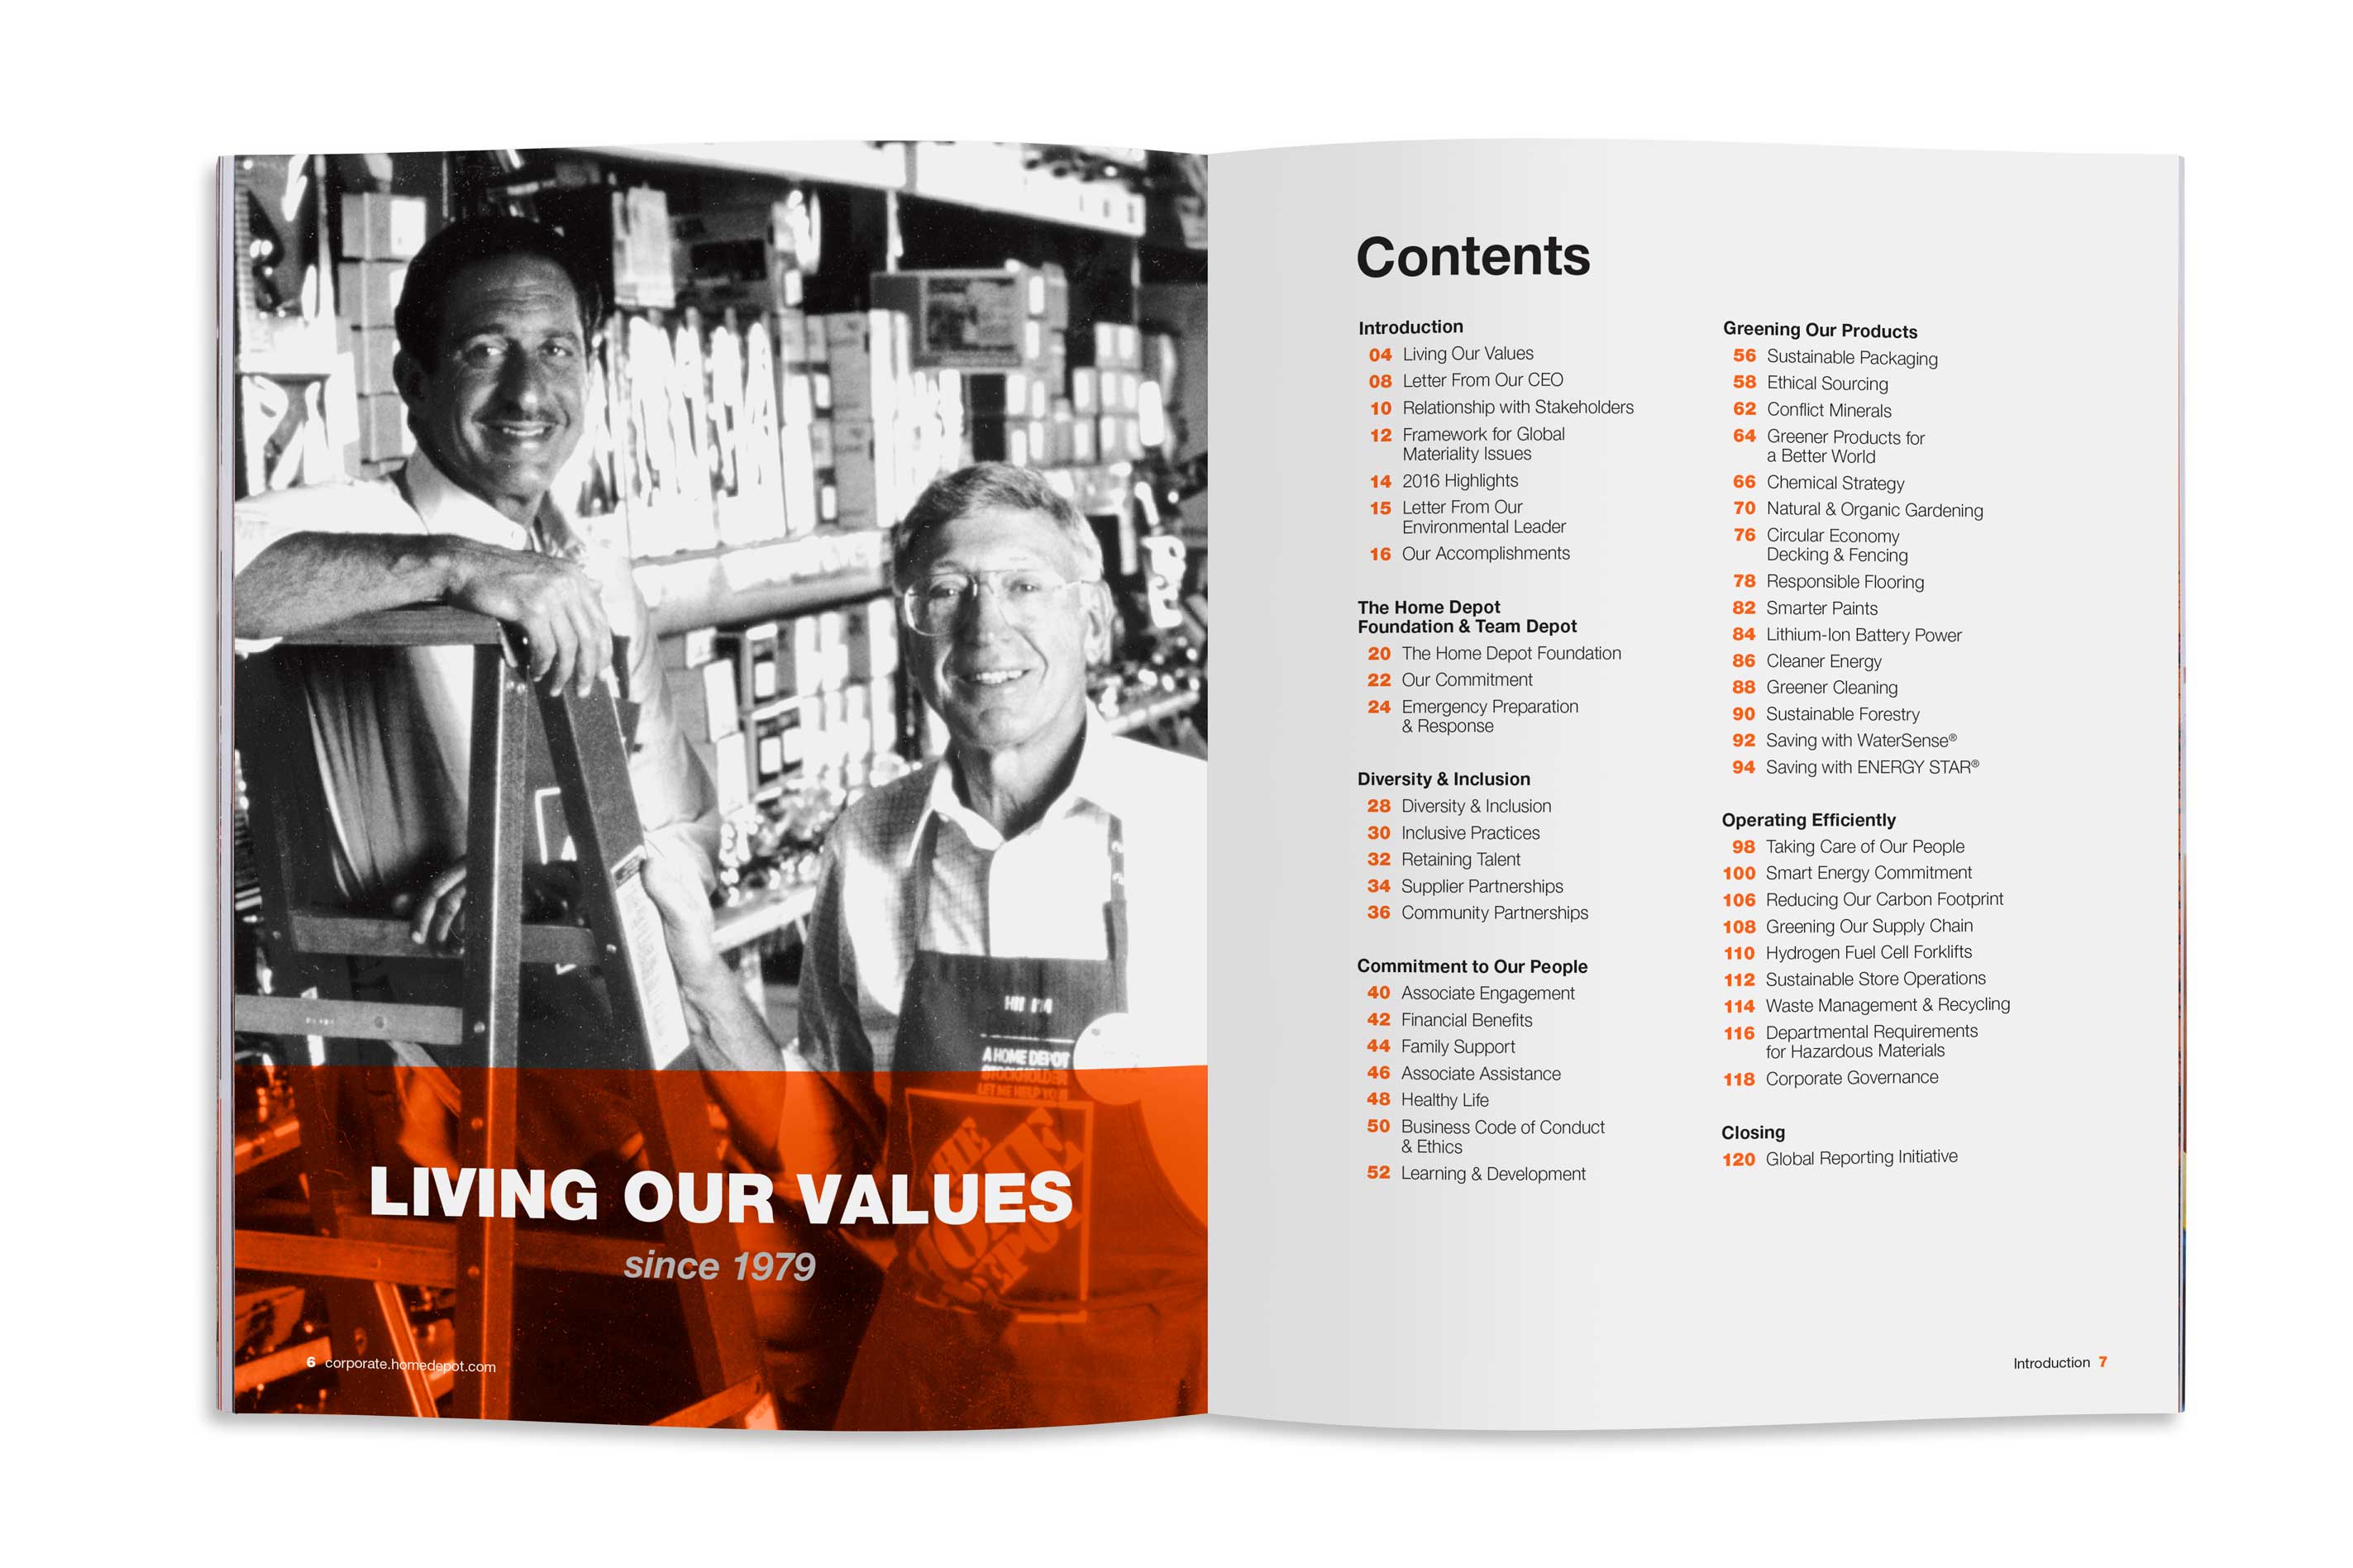 HI! I'M
A HOME DEPOT
STOCKHOLDER
LET ME HELP YOU
THE
HOME
DEPOT
LIVING OUR VALUES
since 1979
6 corporate.homedepot.com
Contents
Introduction
04 Living Our Values
08 Letter From Our CEO
10 Relationship with Stakeholders
12 Framework for Global
Materiality Issues
14 2016 Highlights
15 Letter From Our
Environmental Leader
16 Our Accomplishments
The Home Depot
Foundation & Team Depot
20 The Home Depot Foundation
22 Our Commitment
24 Emergency Preparation
& Response
Diversity & Inclusion
28 Diversity & Inclusion
30 Inclusive Practices
32 Retaining Talent
34 Supplier Partnerships
36 Community Partnerships
Commitment to Our People
40 Associate Engagement
42 Financial Benefits
44 Family Support
46 Associate Assistance
48 Healthy Life
50 Business Code of Conduct
& Ethics
52 Learning & Development
Greening Our Products
56 Sustainable Packaging
58 Ethical Sourcing
62 Conflict Minerals
64 Greener Products for
a Better World
66 Chemical Strategy
70 Natural & Organic Gardening
76 Circular Economy
Decking & Fencing
78 Responsible Flooring
82 Smarter Paints
84 Lithium-Ion Battery Power
86 Cleaner Energy
88 Greener Cleaning
90 Sustainable Forestry
92 Saving with WaterSense®
94 Saving with ENERGY STAR®
Operating Efficiently
98 Taking Care of Our People
100 Smart Energy Commitment
106 Reducing Our Carbon Footprint
108 Greening Our Supply Chain
110 Hydrogen Fuel Cell Forklifts
112 Sustainable Store Operations
114 Waste Management & Recycling
116 Departmental Requirements
for Hazardous Materials
118 Corporate Governance
Closing
120 Global Reporting Initiative
Introduction 7